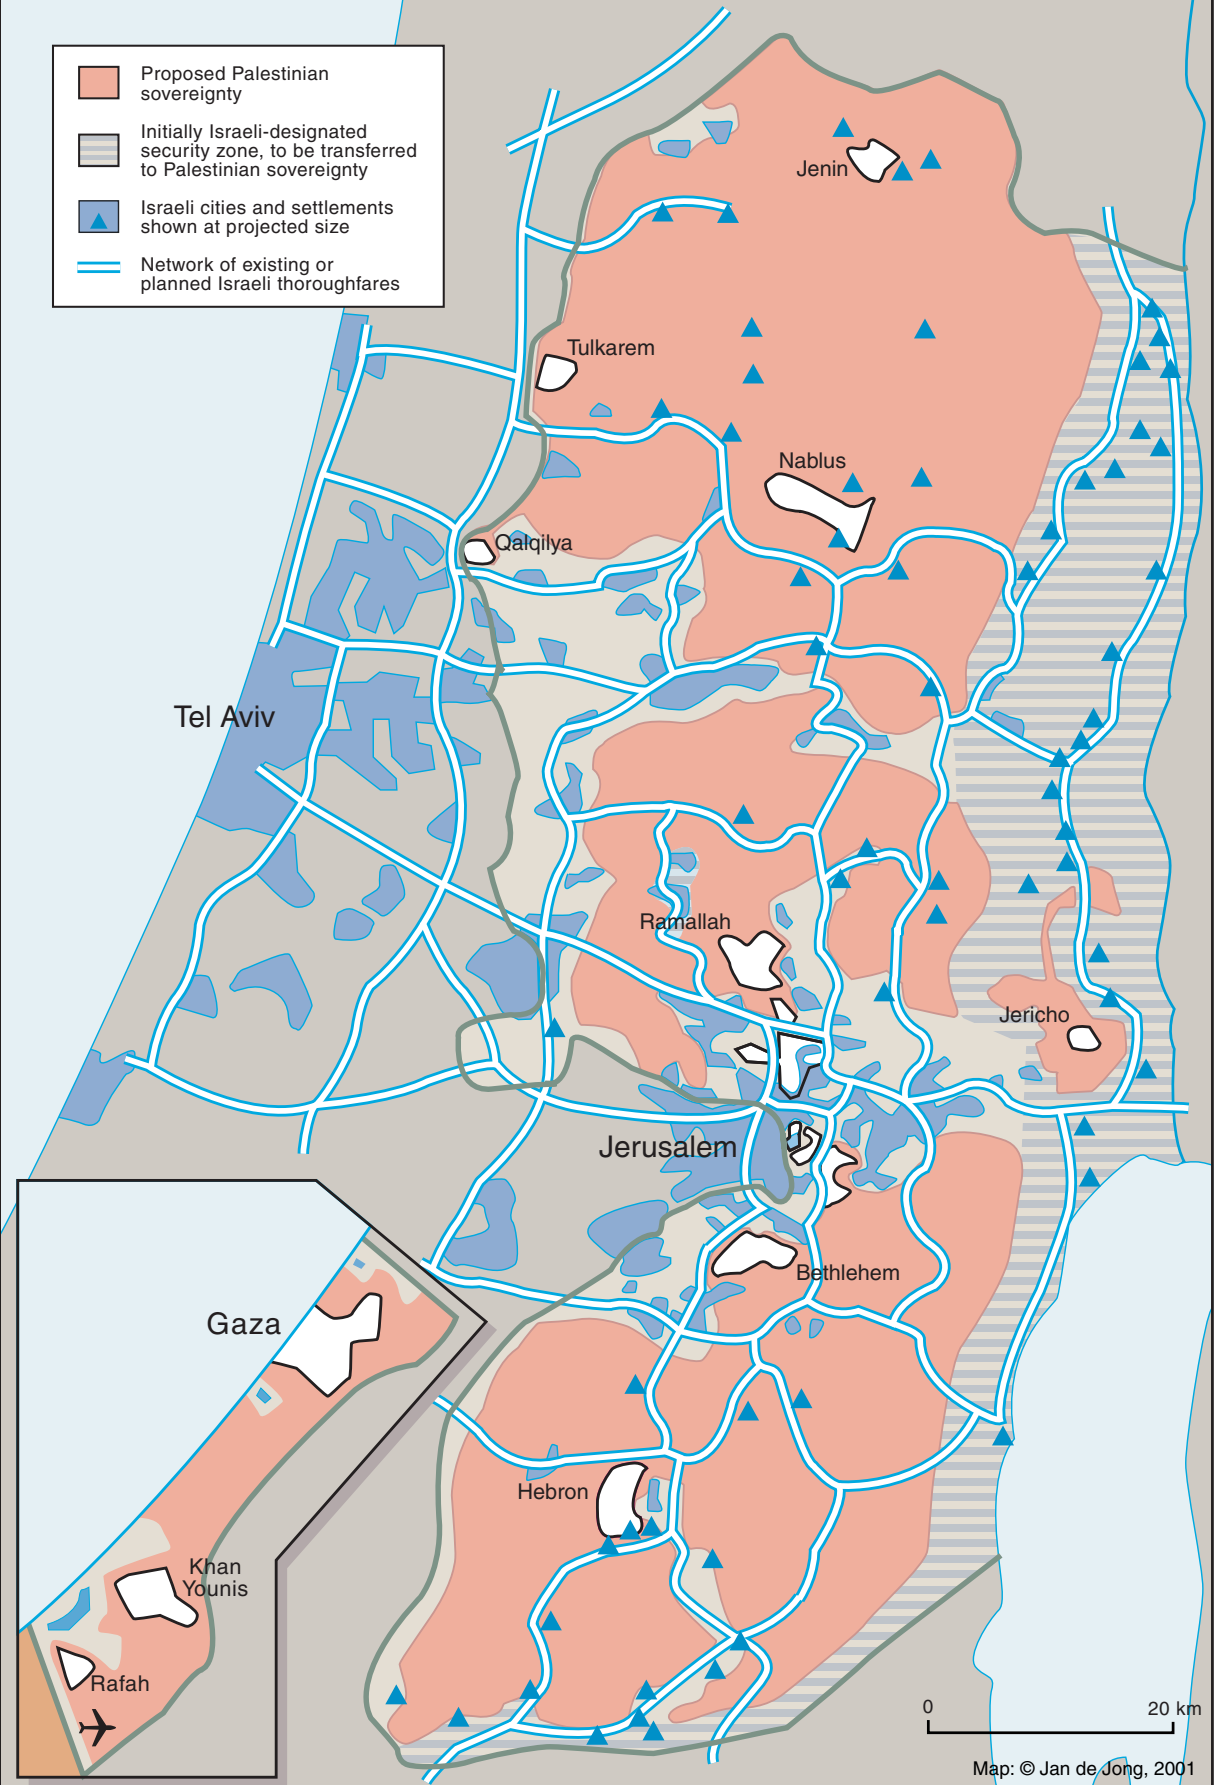 Proposed Palestinian
sovereignty
Initially Israeli-designated
security zone, to be transferred
to Palestinian sovereignty
Israeli cities and settlements
shown at projected size
Network of existing or
planned Israeli thoroughfares
Jenin
Tulkarem
Nablus
Qalqilya
Tel Aviv
Ramallah
Jericho
Jerusalem
Bethlehem
Gaza
Hebron
Khan
Younis
Rafah
0 20 km
Map: © Jan de Jong, 2001